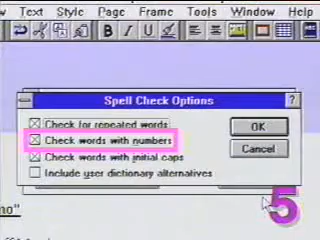 w Text Style Page Frame Tools Window Help
B I U
Spell Check Options ?
Check for repeated words
OK
Check words with numbers
Cancel
Check words with initial caps
Include user dictionary alternatives
5
no"